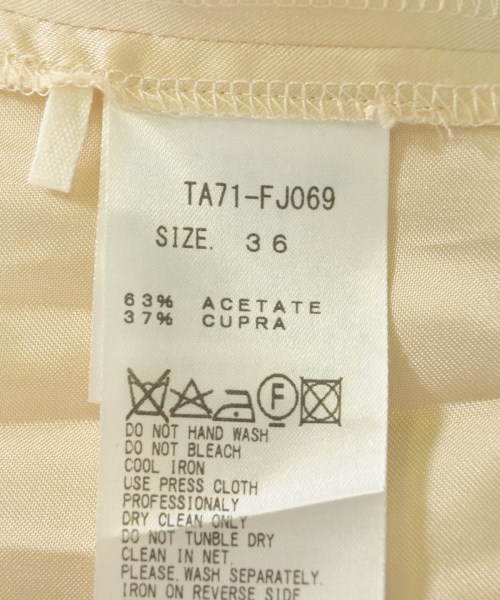 TA71-FJ069
SIZE. 36
63% ACETATE
37% CUPRA
F
DO NOT HAND WASH
DO NOT BLEACH
COOL IRON
USE PRESS CLOTH
PROFESSIONALY
DRY CLEAN ONLY
DO NOT TUMBLE DRY
CLEAN IN NET.
PLEASE.WASH SEPARATELY.
IRON ON REVERSE SIDE